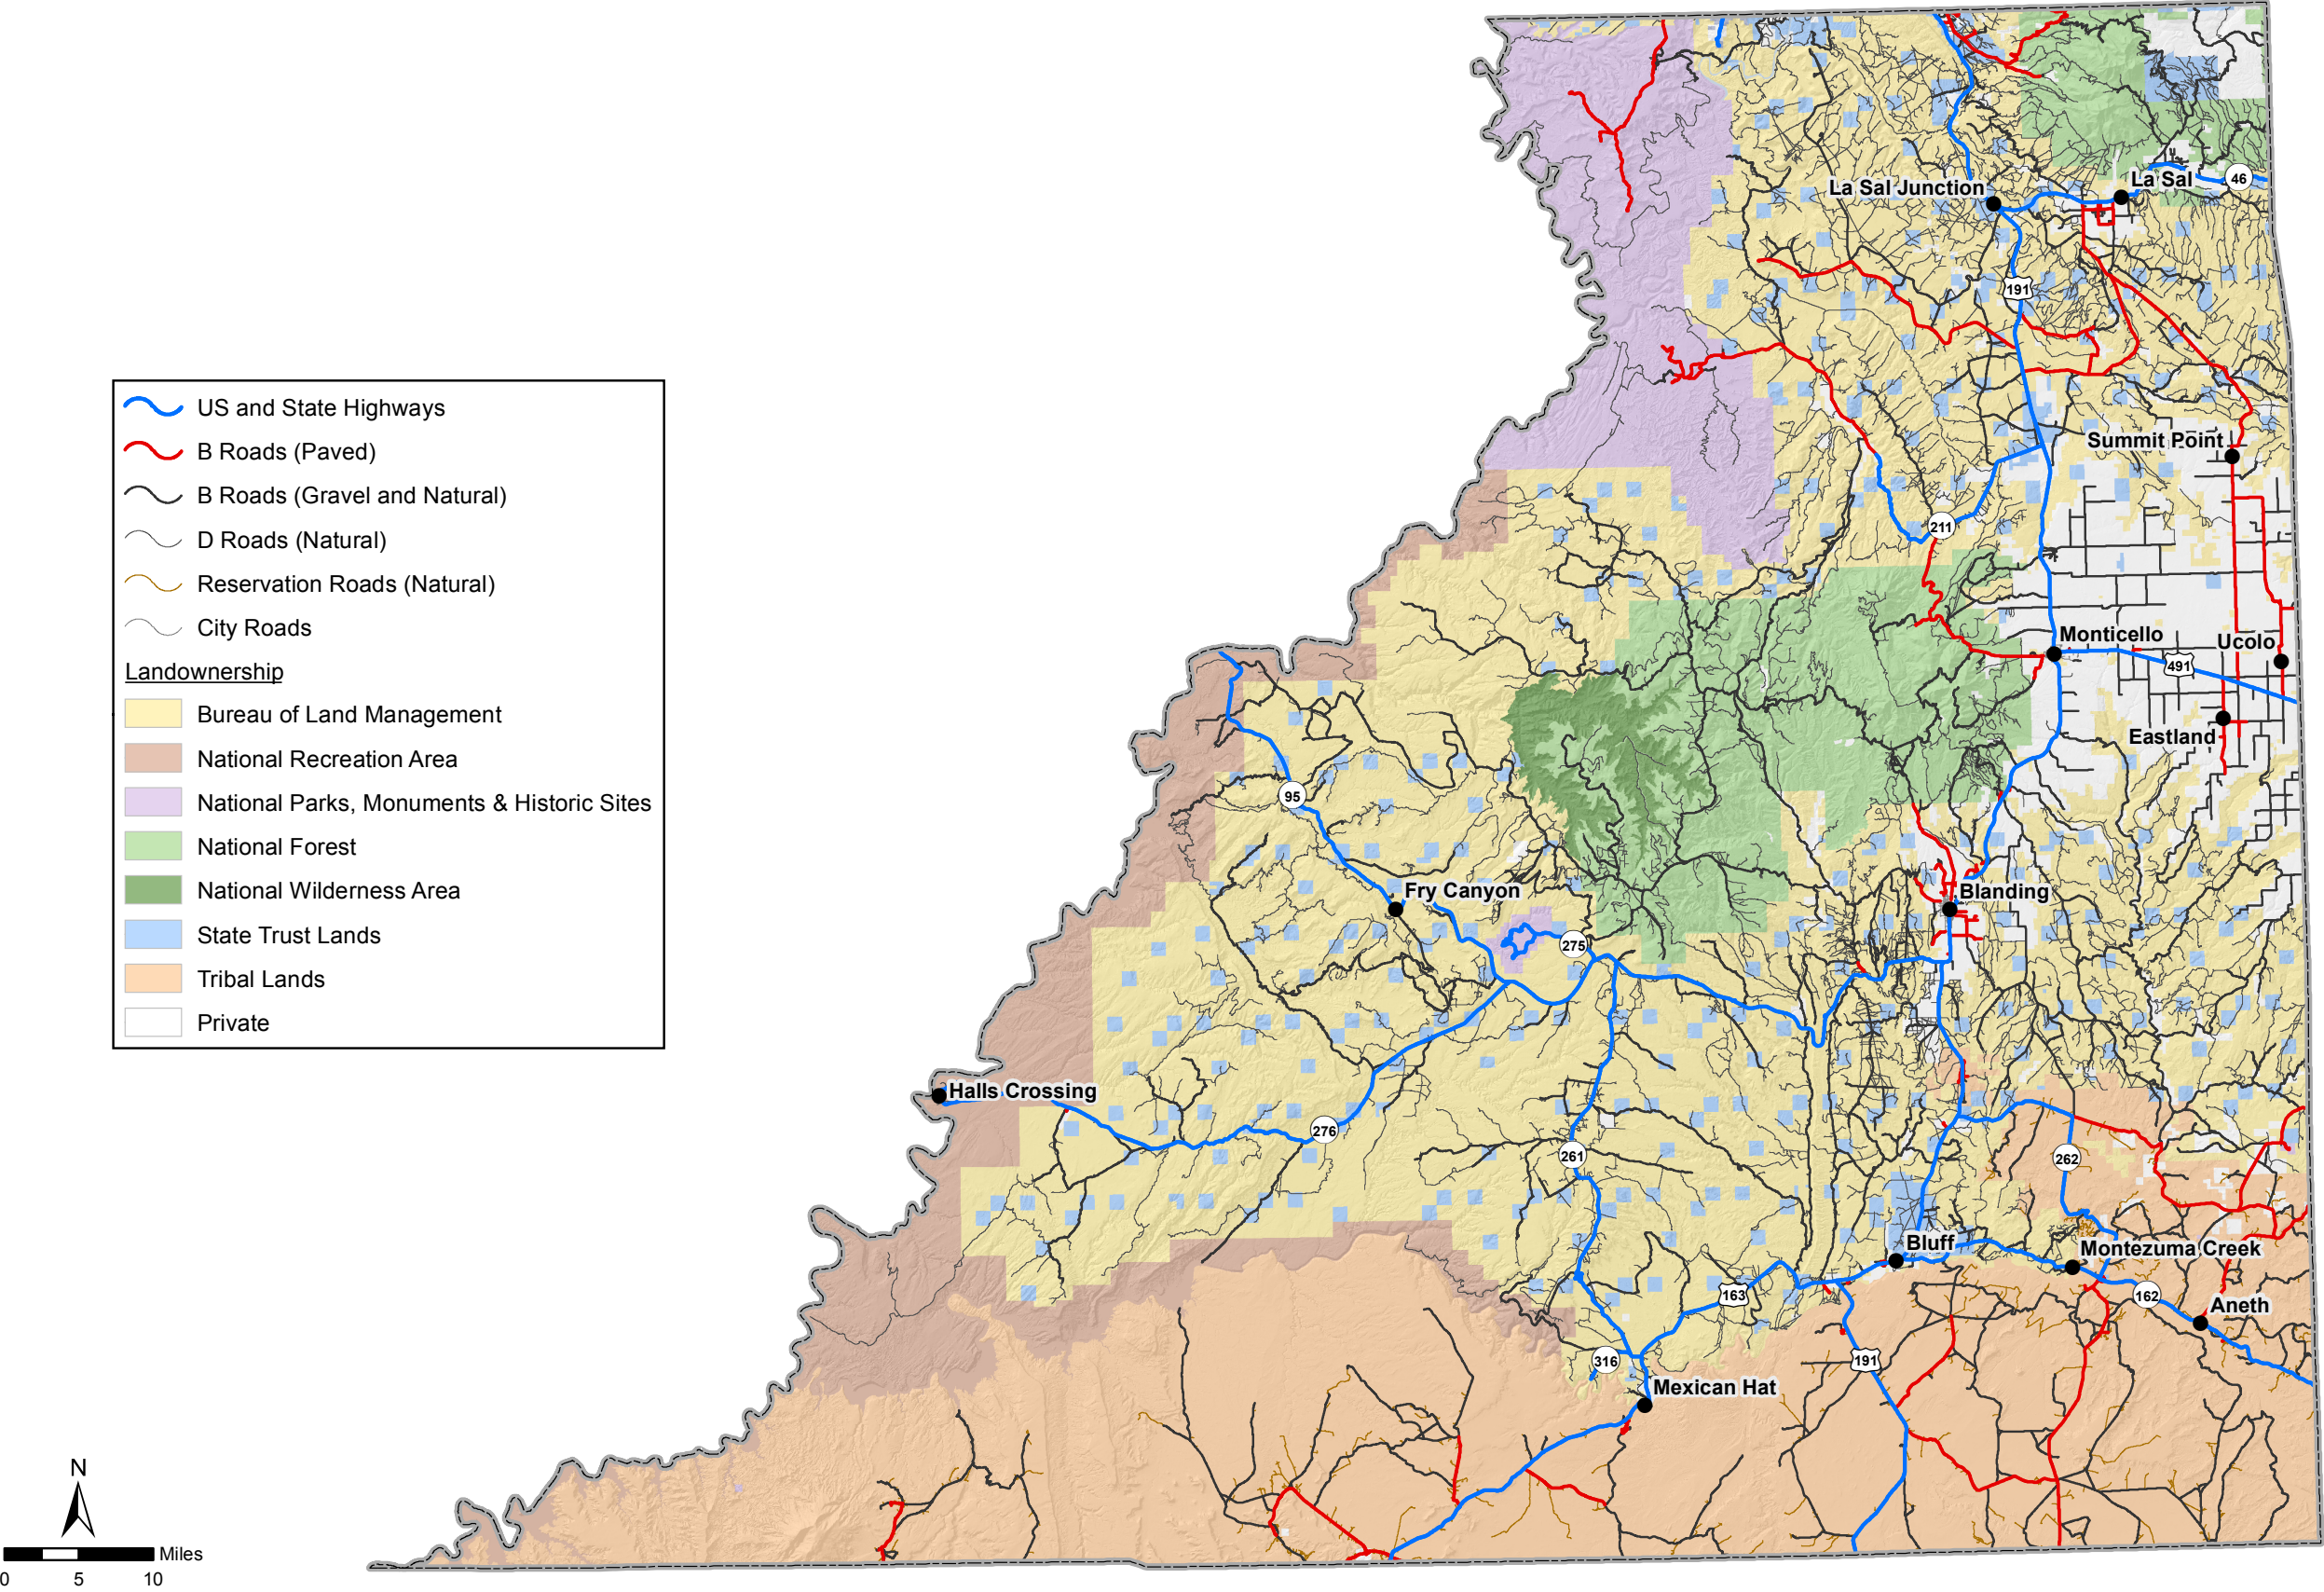 US and State Highways
B Roads (Paved)
B Roads (Gravel and Natural)
D Roads (Natural)
Reservation Roads (Natural)
City Roads
Landownership
Bureau of Land Management
National Recreation Area
National Parks, Monuments & Historic Sites
National Forest
National Wilderness Area
State Trust Lands
Tribal Lands
Private
La Sal Junction
La Sal
46
191
Summit Point
211
Monticello
Ucolo
491
Eastland
95
Fry Canyon
Blanding
275
Halls Crossing
276
261
262
Bluff
Montezuma Creek
163
162
Aneth
316
191
Mexican Hat
N
Miles
0 5 10